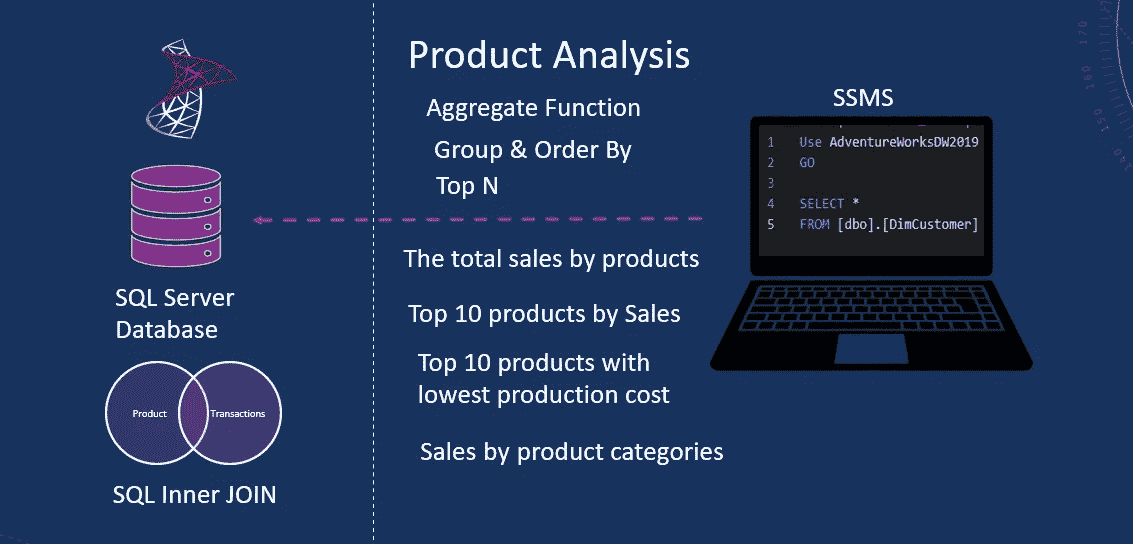 Product Analysis
Aggregate Function
Group & Order By
Top N
The total sales by products
Top 10 products by Sales
Top 10 products with
lowest production cost
Sales by product categories
SQL Server
Database
Product
Transactions
SQL Inner JOIN
SSMS
1 Use AdventureWorksDW2019
2 GO
3
4 SELECT *
5 FROM [dbo].[DimCustomer]
170
160
150
140